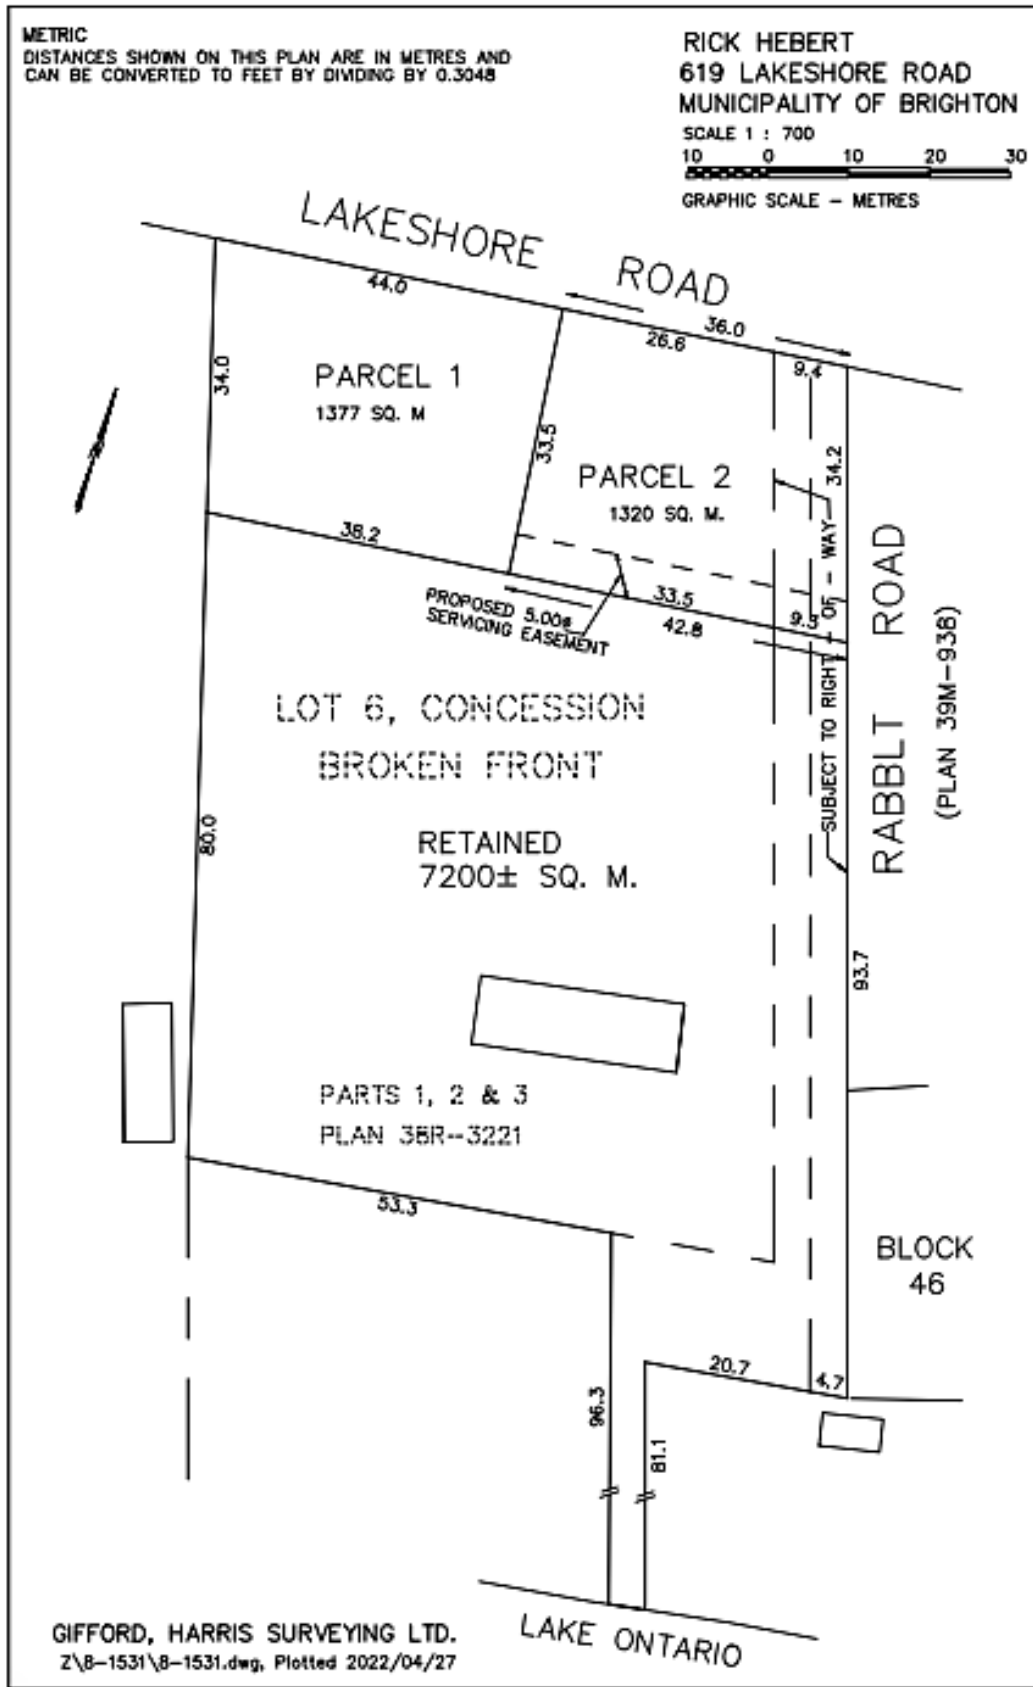 METRIC
DISTANCES SHOWN ON THIS PLAN ARE IN METRES AND
CAN BE CONVERTED TO FEET BY DIVIDING BY 0.3048
RICK HEBERT
619 LAKESHORE ROAD
MUNICIPALITY OF BRIGHTON
SCALE 1 : 700
10 0 10 20 30
GRAPHIC SCALE - METRES
LAKESHORE ROAD
44.0
36.0
26.6
9.4
34.0
PARCEL 1
1377 SQ. M
33.5
34.2
PARCEL 2
1320 SQ. M.
38.2
33.5
9.3
42.8
PROPOSED 5.00±
SERVICING EASEMENT
SUBJECT TO RIGHT - OF - WAY
RABBLT ROAD
(PLAN 39M-938)
LOT 6, CONCESSION
BROKEN FRONT
RETAINED
7200± SQ. M.
80.0
93.7
PARTS 1, 2 & 3
PLAN 38R--3221
53.3
BLOCK
46
20.7
4.7
96.3
81.1
LAKE ONTARIO
GIFFORD, HARRIS SURVEYING LTD.
Z\8-1531\8-1531.dwg, Plotted 2022/04/27